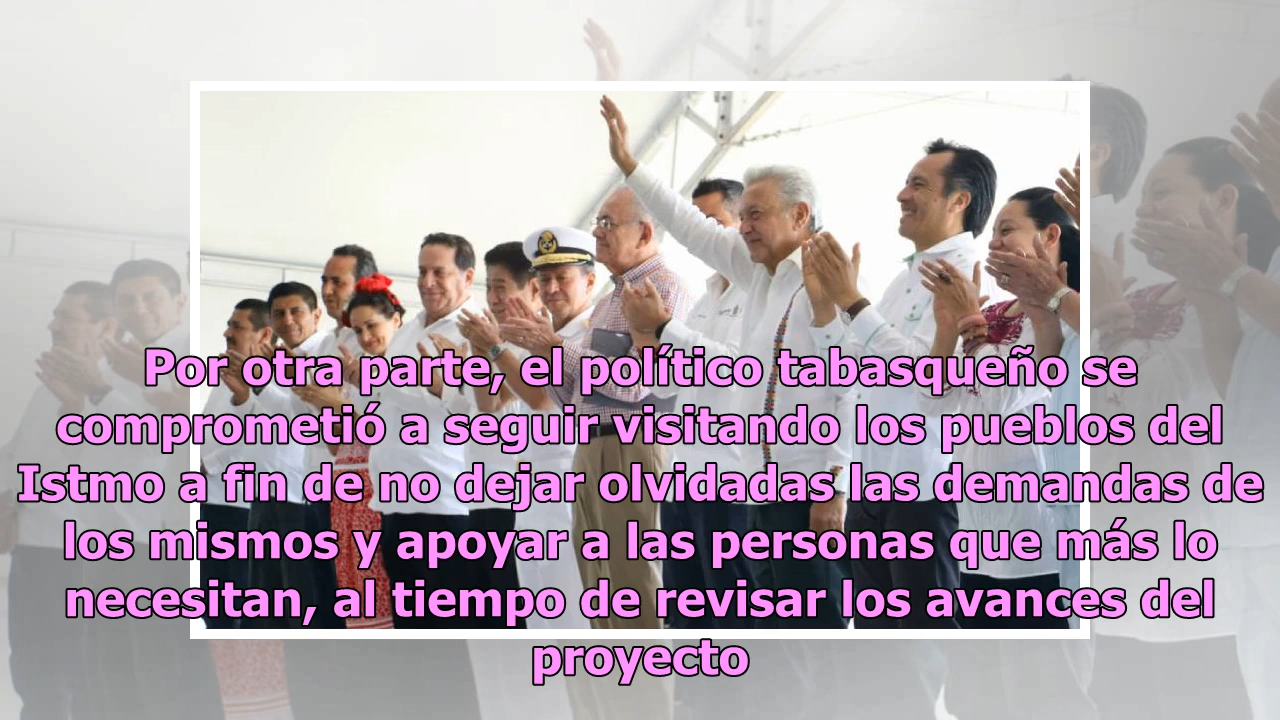 Por otra parte, el político tabasqueño se
comprometió a seguir visitando los pueblos del
Istmo a fin de no dejar olvidadas las demandas de
los mismos y apoyar a las personas que más lo
necesitan, al tiempo de revisar los avances del
proyecto